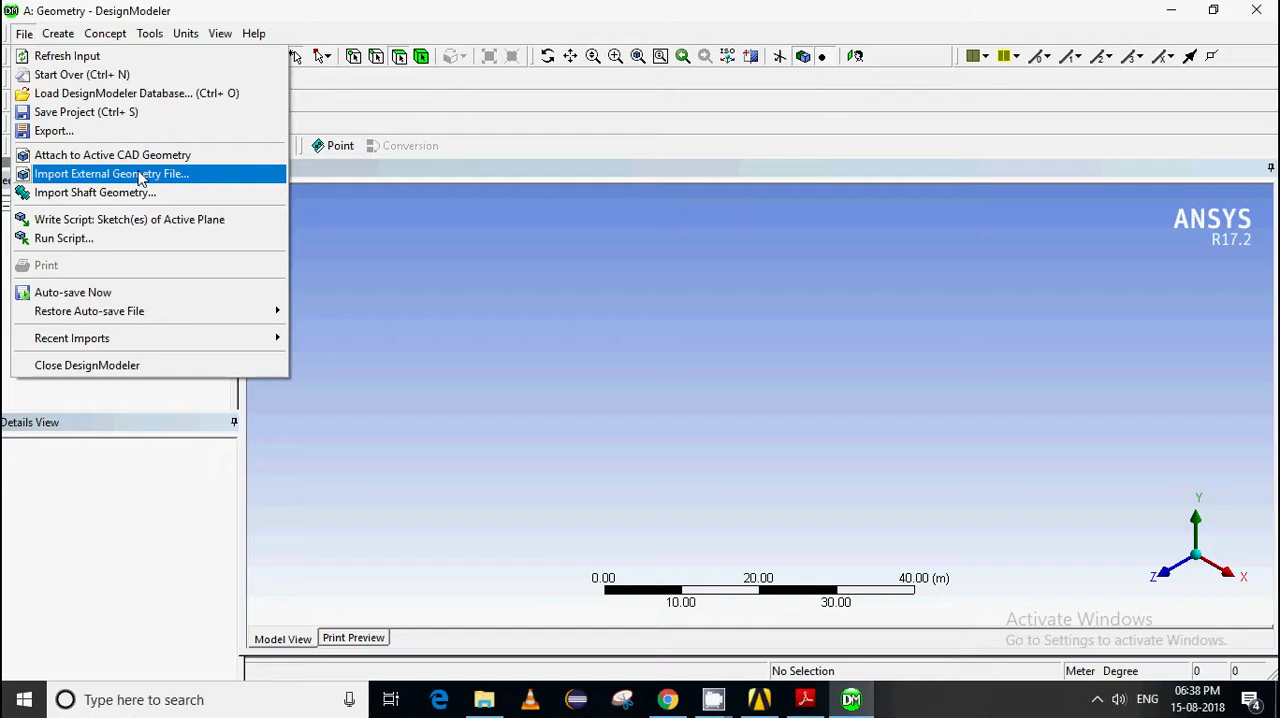 A: Geometry - DesignModeler
File Create Concept Tools Units View Help
Refresh Input
Start Over (Ctrl+ N)
Load DesignModeler Database... (Ctrl+ O)
Save Project (Ctrl+ S)
Export...
Point Conversion
Attach to Active CAD Geometry
Import External Geometry File...
Import Shaft Geometry...
Write Script: Sketch(es) of Active Plane
Run Script...
Print
Auto-save Now
Restore Auto-save File
Recent Imports
Close DesignModeler
ANSYS
R17.2
Details View
Y
Z X
0.00 20.00 40.00 (m)
10.00 30.00
Activate Windows
Go to Settings to activate Windows.
Model View Print Preview
No Selection Meter Degree 0 0
Type here to search
ENG
06:38 PM
15-08-2018
4